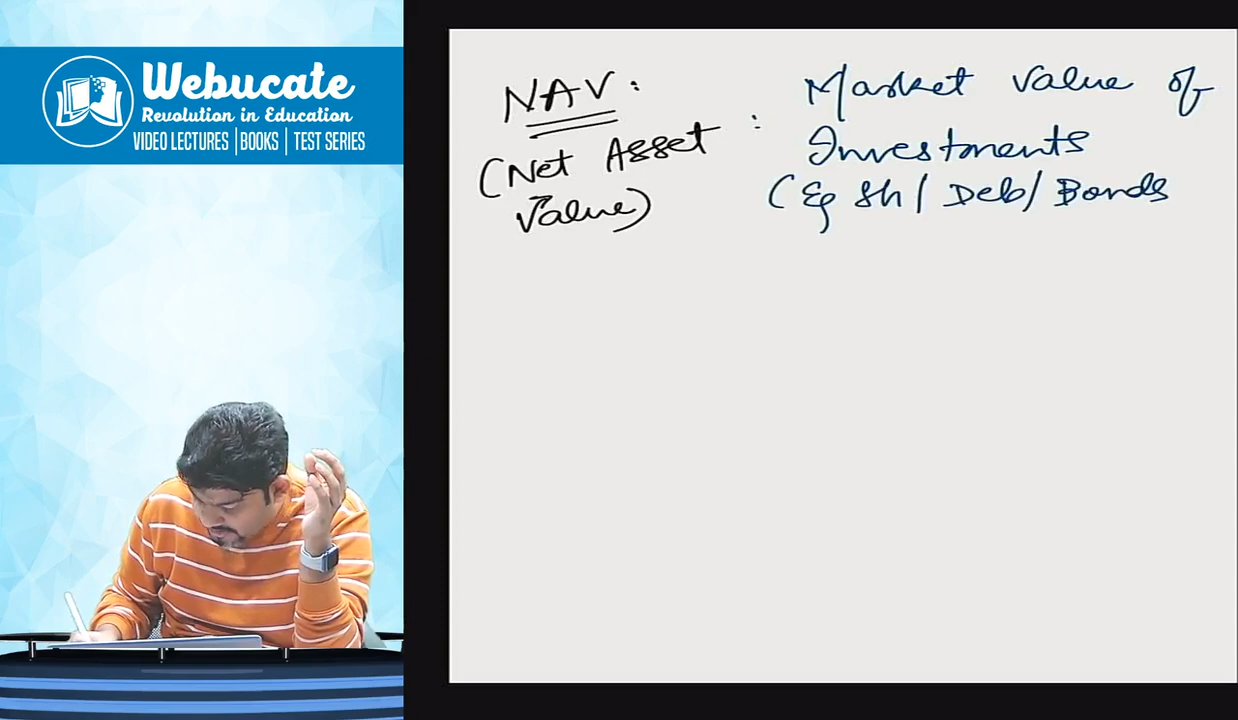 Webucate
Revolution in Education
VIDEO LECTURES | BOOKS | TEST SERIES
NAV :
(Net Asset
Value)
: Market Value of
Investments
(Eq Sh / Deb / Bonds